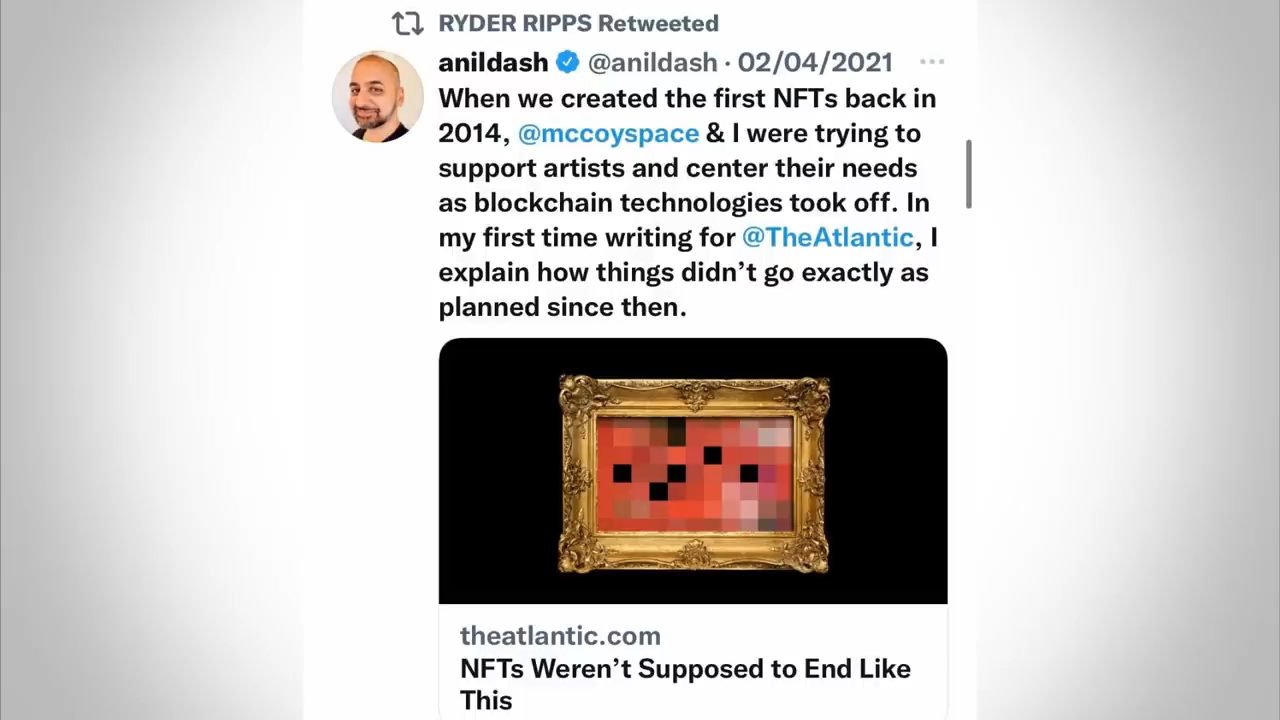 RYDER RIPPS Retweeted
anildash @anildash · 02/04/2021
When we created the first NFTs back in
2014, @mccoyspace & I were trying to
support artists and center their needs
as blockchain technologies took off. In
my first time writing for @TheAtlantic, I
explain how things didn’t go exactly as
planned since then.
theatlantic.com
NFTs Weren’t Supposed to End Like
This